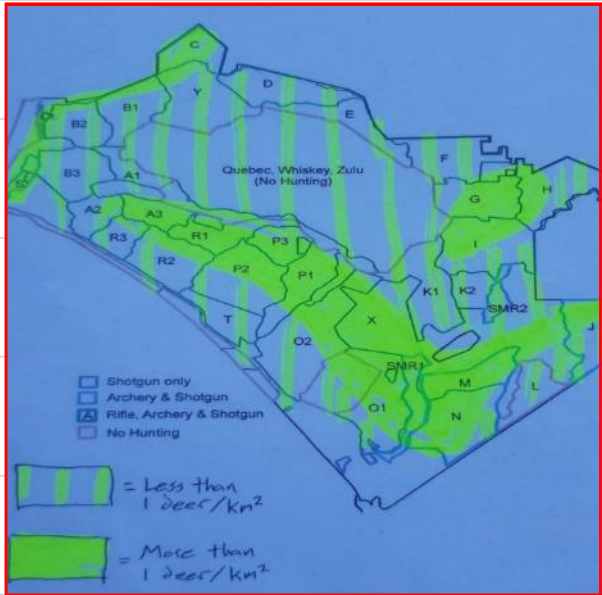 C
D
Y
B1
E
B2
F
Quebec, Whiskey, Zulu
(No Hunting)
B3
A1
H
G
A2
A3
R3
R1
P3
I
R2
P2
P1
K1
K2
SMR2
T
X
J
O2
SMR1
M
L
O1
N
Shotgun only
Archery & Shotgun
A Rifle, Archery & Shotgun
No Hunting
= Less than
1 deer/km²
= More than
1 deer/km²